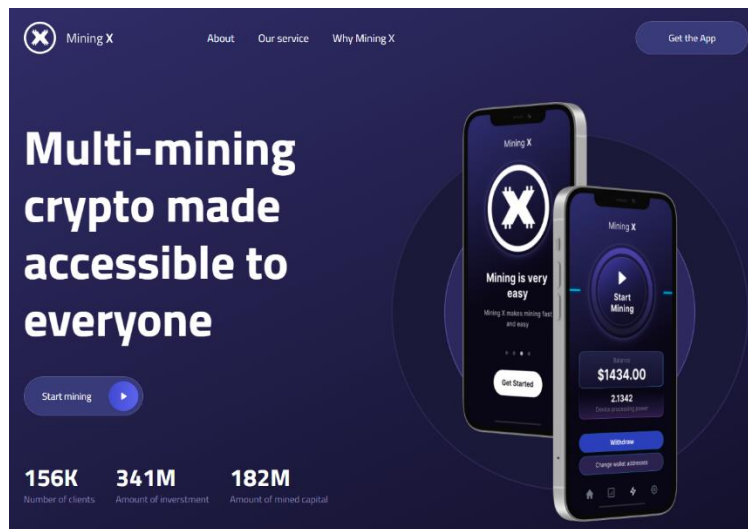 Mining X
About Our service Why Mining X
Get the App
Multi-mining
crypto made
accessible to
everyone
Start mining
156K 341M 182M
Number of clients Amount of inverstment Amount of mined capital
Mining X
Mining is very
easy
Mining X makes mining fast
and easy
Get Started
Mining X
Start
Mining
Balance
$1434.00
2.1342
Device processing power
Withdrew
Change wallet addresses